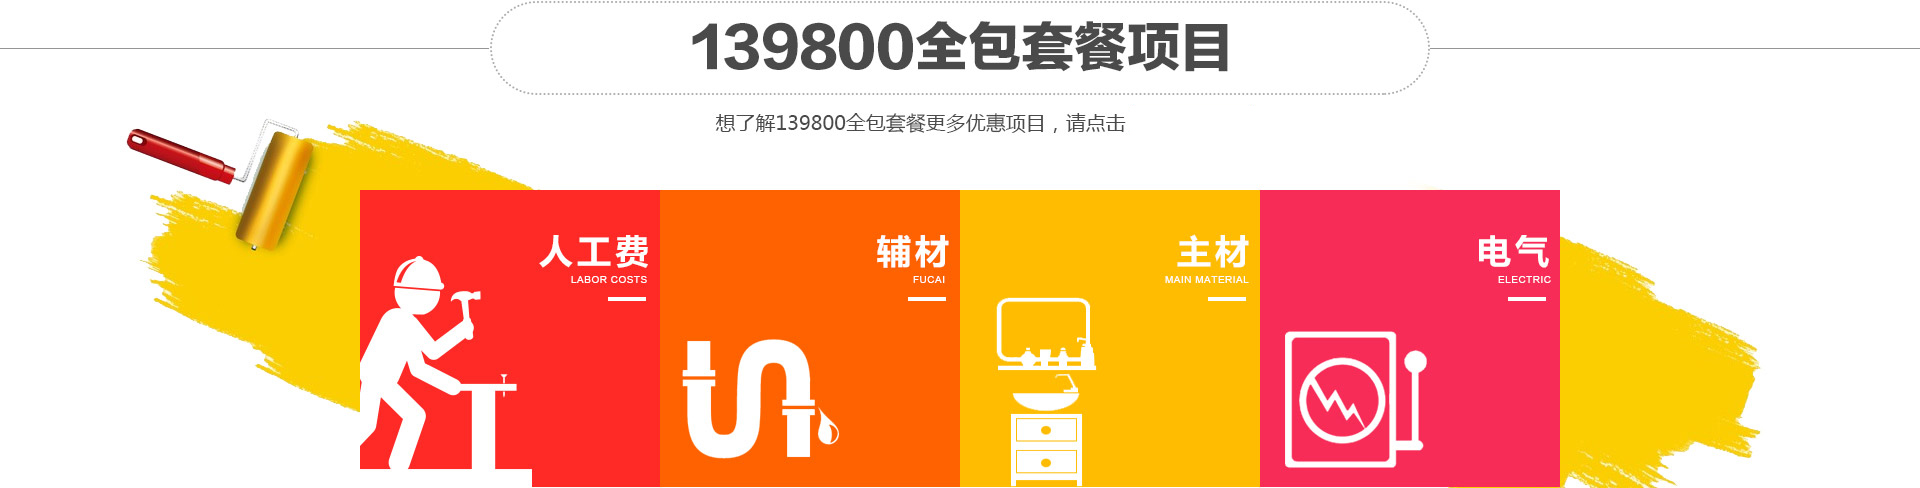 139800全包套餐项目
想了解139800全包套餐更多优惠项目，请点击
人工费
LABOR COSTS
辅材
FUCAI
主材
MAIN MATERIAL
电气
ELECTRIC